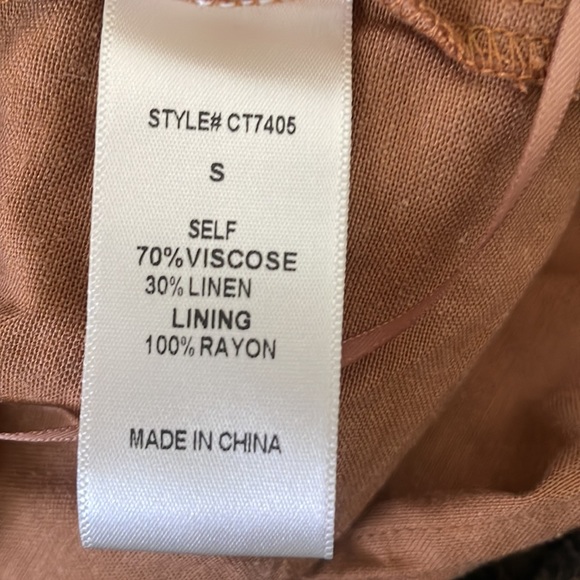 STYLE# CT7405
S
SELF
70%VISCOSE
30% LINEN
LINING
100% RAYON
MADE IN CHINA